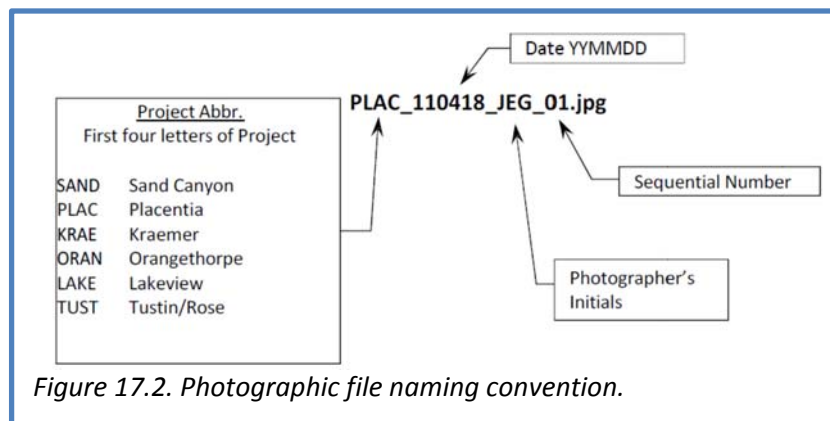 Date YYMMDD
PLAC_110418_JEG_01.jpg
Project Abbr.
First four letters of Project
SAND Sand Canyon
PLAC Placentia
KRAE Kraemer
ORAN Orangethorpe
LAKE Lakeview
TUST Tustin/Rose
Sequential Number
Photographer's
Initials
Figure 17.2. Photographic file naming convention.